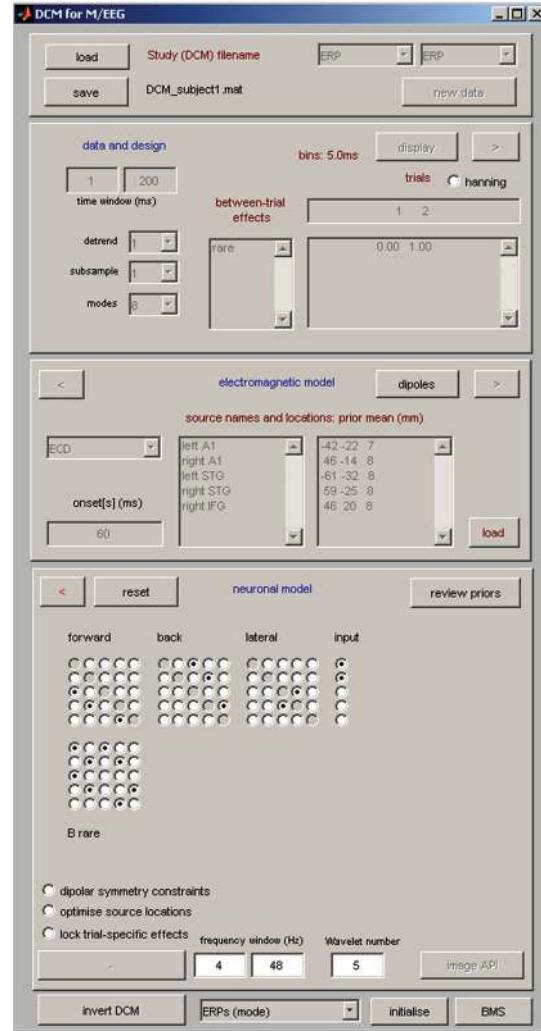 DCM for M/EEG
load Study (DCM) filename ERP ERP
save DCM_subject1.mat new data
data and design bins: 5.0ms display >
1 200 trials hanning
time window (ms) between-trial effects 1 2
detrend 1 rare 0.00 1.00
subsample 1
modes 8
< electromagnetic model dipoles >
source names and locations: prior mean (mm)
ECD left A1 -42 -22 7
right A1 46 -14 8
left STG -61 -32 8
right STG 59 -25 8
onset[s] (ms) right IFG 46 20 8
60 load
< reset neuronal model review priors
forward back lateral input
B rare
dipolar symmetry constraints
optimise source locations
lock trial-specific effects frequency window (Hz) Wavelet number
- 4 48 5 image API
invert DCM ERPs (mode) initialise BMS